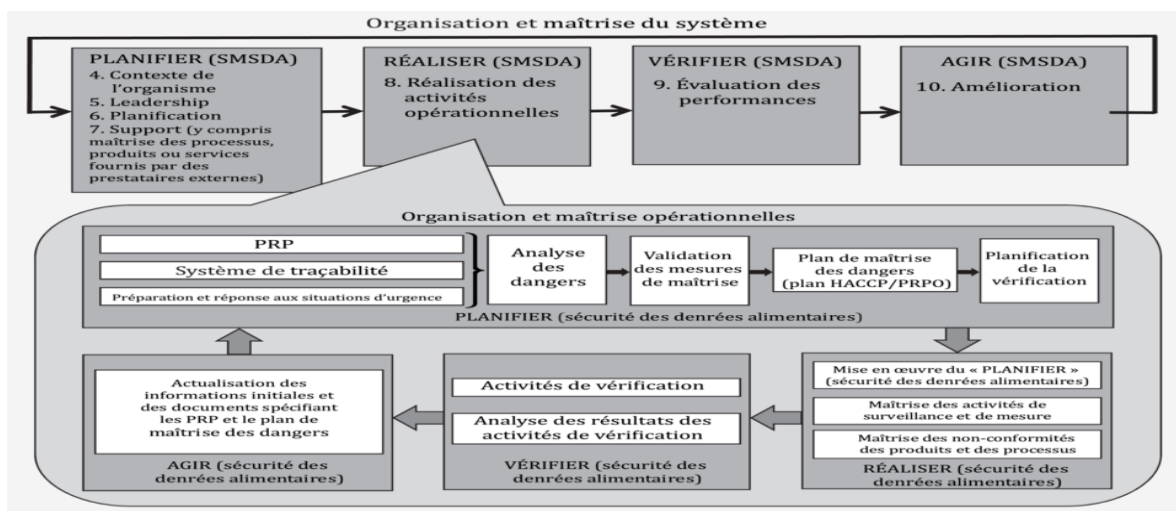 Organisation et maîtrise du système
PLANIFIER (SMSDA)
4. Contexte de
l'organisme
5. Leadership
6. Planification
7. Support (y compris
maîtrise des processus,
produits ou services
fournis par des
prestataires externes)
RÉALISER (SMSDA)
8. Réalisation des
activités
opérationnelles
VÉRIFIER (SMSDA)
9. Évaluation des
performances
AGIR (SMSDA)
10. Amélioration
Organisation et maîtrise opérationnelles
PRP
Système de traçabilité
Préparation et réponse aux situations d'urgence
Analyse
des
dangers
Validation
des mesures
de maîtrise
Plan de maîtrise
des dangers
(plan HACCP/PRPO)
Planification
de la
vérification
PLANIFIER (sécurité des denrées alimentaires)
Actualisation des
informations initiales et
des documents spécifiant
les PRP et le plan de
maîtrise des dangers
AGIR (sécurité des
denrées alimentaires)
Activités de vérification
Analyse des résultats des
activités de vérification
VÉRIFIER (sécurité des
denrées alimentaires)
Mise en œuvre du « PLANIFIER »
(sécurité des denrées alimentaires)
Maîtrise des activités de
surveillance et de mesure
Maîtrise des non-conformités
des produits et des processus
RÉALISER (sécurité des
denrées alimentaires)